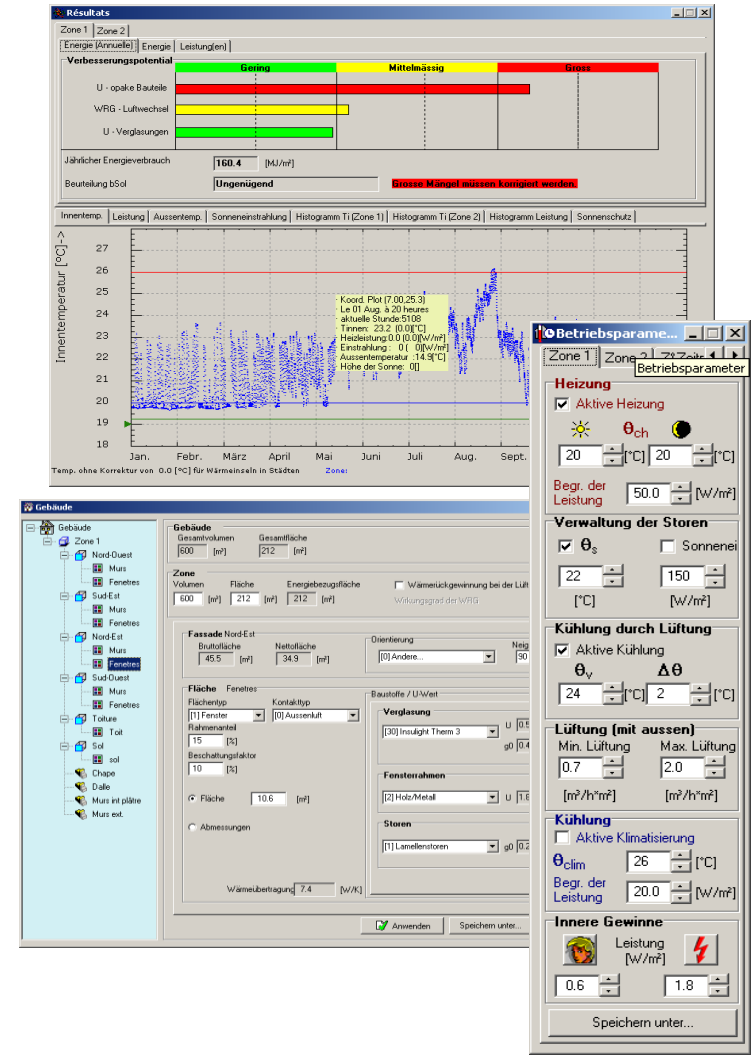 Résultats
Zone 1 Zone 2
Energie (Annuelle) Energie Leistung(en)
Verbesserungspotential
Gering Mittelmässig Gross
U - opake Bauteile
WRG - Luftwechsel
U - Verglasungen
Jährlicher Energieverbrauch 160.4 [MJ/m²]
Beurteilung bSol Ungenügend Grosse Mängel müssen korrigiert werden.
Innentemp. Leistung Aussentemp. Sonneneinstrahlung Histogramm Ti (Zone 1) Histogramm Ti (Zone 2) Histogramm Leistung Sonnenschutz
Innentemperatur [°C]->
27
26
25
24
23
22
21
20
19
18
Koord. Plot (7.00,25.3)
Le 01 Aug. à 20 heures
aktuelle Stunde:5108
Tinnen: 23.2 (0.0)[°C]
Heizleistung:0.0 (0.0)[W/m²]
Einstrahlung : 0 ( 0)[W/m²]
Aussentemperatur :14.9[°C]
Höhe der Sonne: 0[]
Jan. Febr. März April Mai Juni Juli Aug. Sept.
Temp. ohne Korrektur von 0.0 [°C] für Wärmeinseln in Städten Zone:
Gebäude
Gebäude
Zone 1
Nord-Ouest
Murs
Fenetres
Sud-Est
Murs
Fenetres
Nord-Est
Murs
Fenetres
Sud-Ouest
Murs
Fenetres
Toiture
Toit
Sol
sol
Chape
Dalle
Murs int plâtre
Murs ext.
Gebäude
Gesamtvolumen Gesamtfläche
600 [m³] 212 [m²]
Zone
Volumen Fläche Energiebezugsfläche Wärmerückgewinnung bei der Lüft
600 [m³] 212 [m²] 212 [m²] Wirkungsgrad der WRG
Fassade Nord-Est
Bruttofläche Nettofläche
45.5 [m²] 34.9 [m²]
Orientierung Neig
[0] Andere... 90
Fläche Fenetres
Flächentyp Kontakttyp
[1] Fenster [0] Aussenluft
Rahmenanteil
15 [%]
Beschattungsfaktor
10 [%]
Fläche 10.6 [m²]
Abmessungen
Wärmeübertragung 7.4 [W/K]
Baustoffe / U-Wert
Verglasung
[30] Insulight Therm 3 U 0.5
g0 0.4
Fensterrahmen
[2] Holz/Metall U 1.8
Storen
[1] Lamellenstoren g0 0.2
Anwenden Speichern unter...
Betriebsparame...
Zone 1 Zone 2
Betriebsparameter
Heizung
Aktive Heizung
θch
20 [°C] 20 [°C]
Begr. der
Leistung 50.0 [W/m²]
Verwaltung der Storen
θs Sonnenei
22 150
[°C] [W/m²]
Kühlung durch Lüftung
Aktive Kühlung
θv Δθ
24 [°C] 2 [°C]
Lüftung (mit aussen)
Min. Lüftung Max. Lüftung
0.7 2.0
[m³/h*m²] [m³/h*m²]
Kühlung
Aktive Klimatisierung
θclim 26 [°C]
Begr. der
Leistung 20.0 [W/m²]
Innere Gewinne
Leistung
[W/m²]
0.6 1.8
Speichern unter...